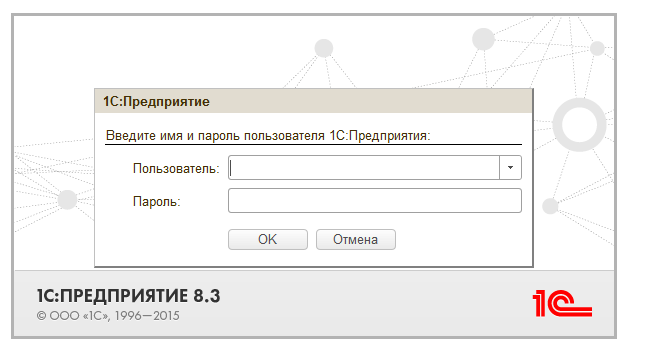 1С:Предприятие
Введите имя и пароль пользователя 1С:Предприятия:
Пользователь:
Пароль:
OK
Отмена
1С:ПРЕДПРИЯТИЕ 8.3
© ООО «1С», 1996—2015
1С